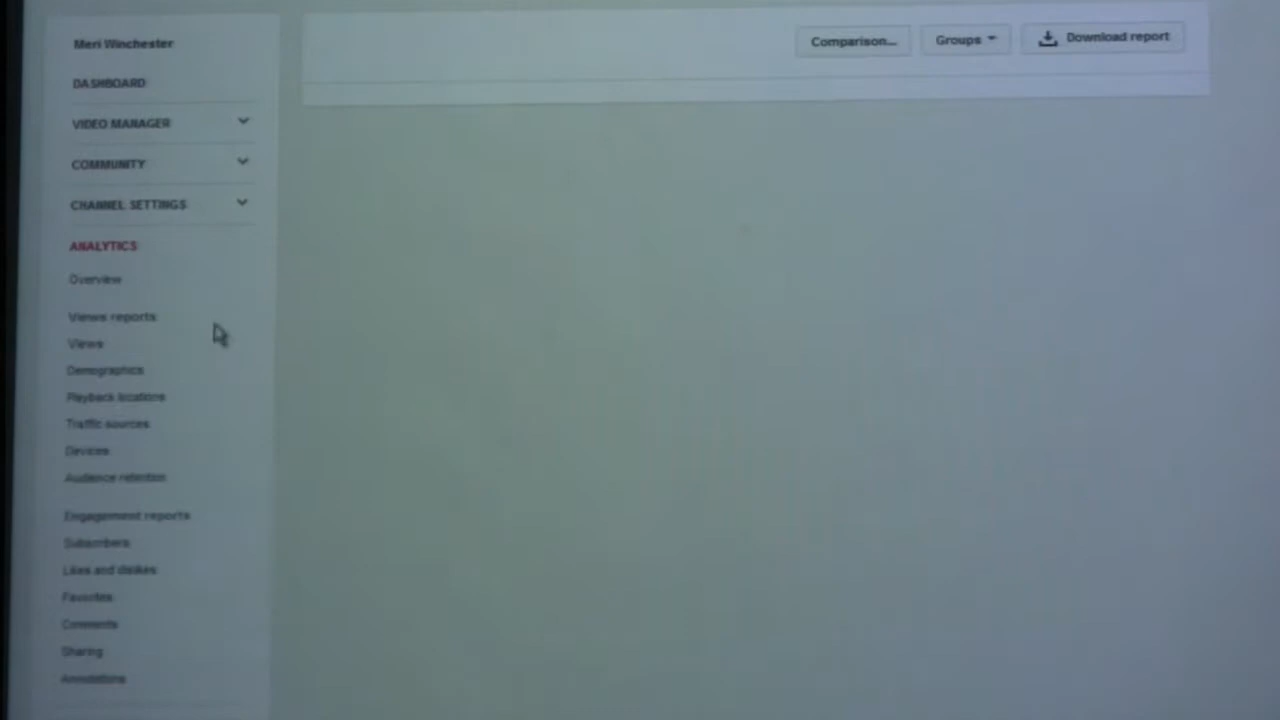 Meri Winchester
Comparison...
Groups
Download report
DASHBOARD
VIDEO MANAGER
COMMUNITY
CHANNEL SETTINGS
ANALYTICS
Overview
Views reports
Views
Demographics
Playback locations
Traffic sources
Devices
Audience retention
Engagement reports
Subscribers
Likes and dislikes
Favorites
Comments
Sharing
Annotations